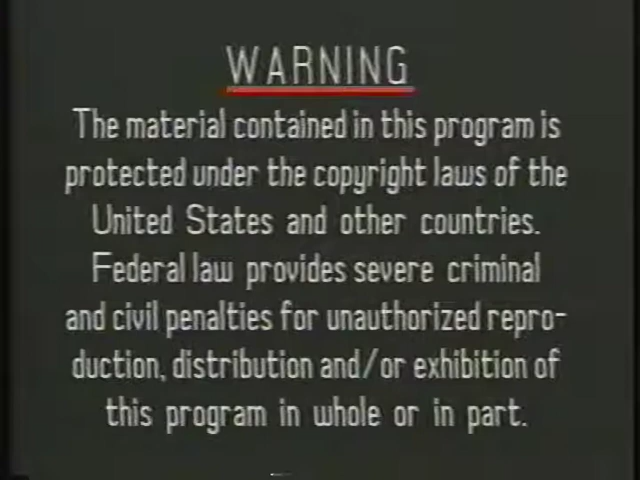 WARNING
The material contained in this program is
protected under the copyright laws of the
United States and other countries.
Federal law provides severe criminal
and civil penalties for unauthorized repro-
duction, distribution and/or exhibition of
this program in whole or in part.